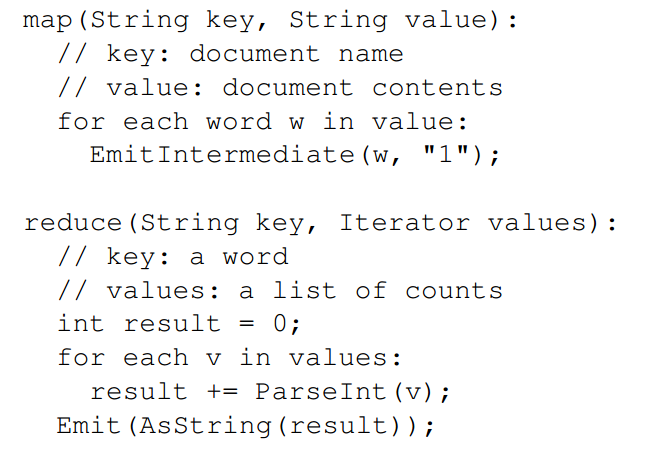 map(String key, String value):
// key: document name
// value: document contents
for each word w in value:
EmitIntermediate(w, "1");
reduce(String key, Iterator values):
// key: a word
// values: a list of counts
int result = 0;
for each v in values:
result += ParseInt(v);
Emit(AsString(result));